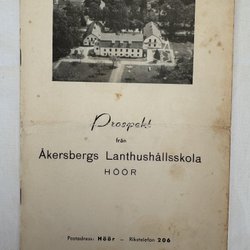 Prospekt
från
Åkersbergs Lanthushållsskola
HÖÖR
Postadress: Höör – Rikstelefon 206